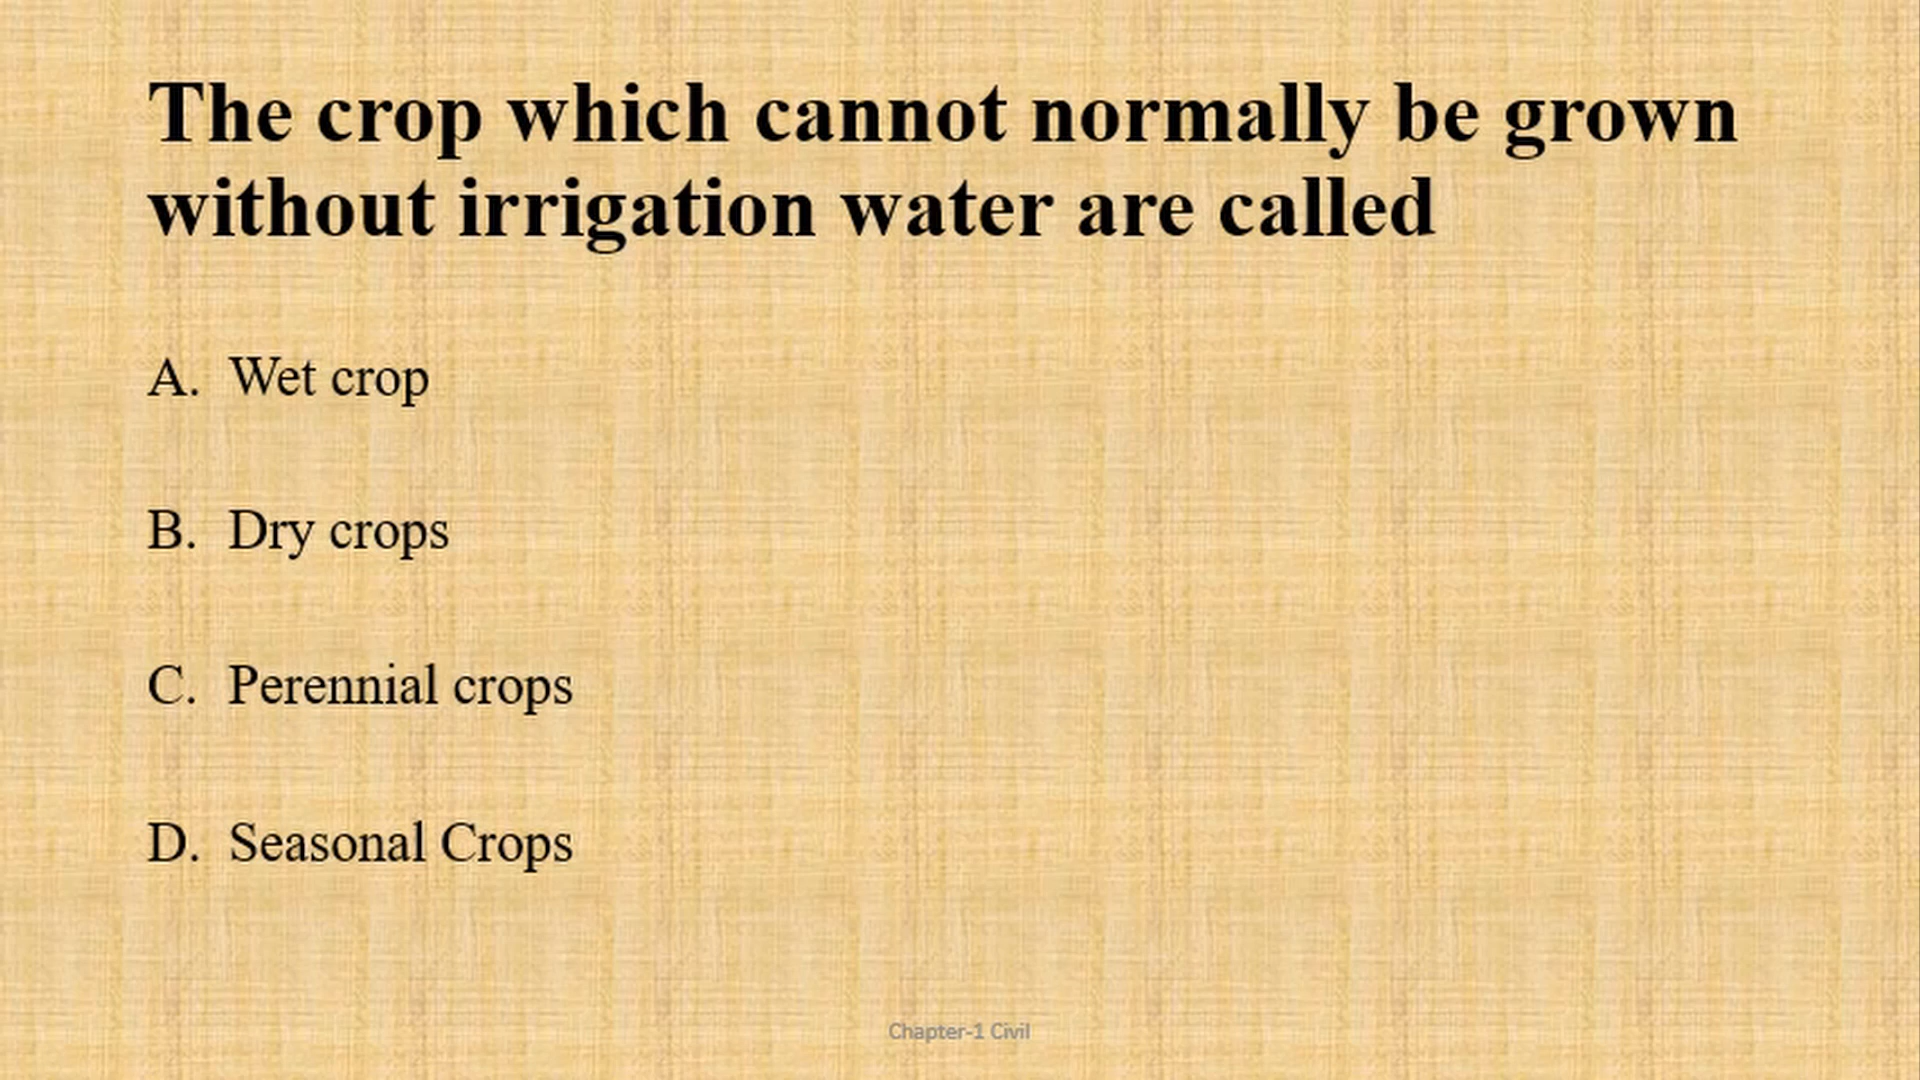 The crop which cannot normally be grown
without irrigation water are called
A. Wet crop
B. Dry crops
C. Perennial crops
D. Seasonal Crops
Chapter-1 Civil